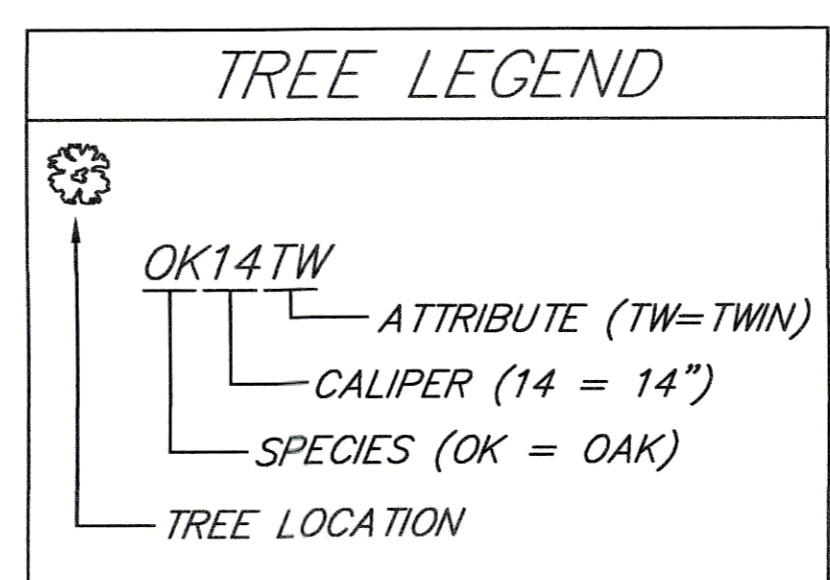 TREE LEGEND
OK14TW
ATTRIBUTE (TW=TWIN)
CALIPER (14 = 14")
SPECIES (OK = OAK)
TREE LOCATION